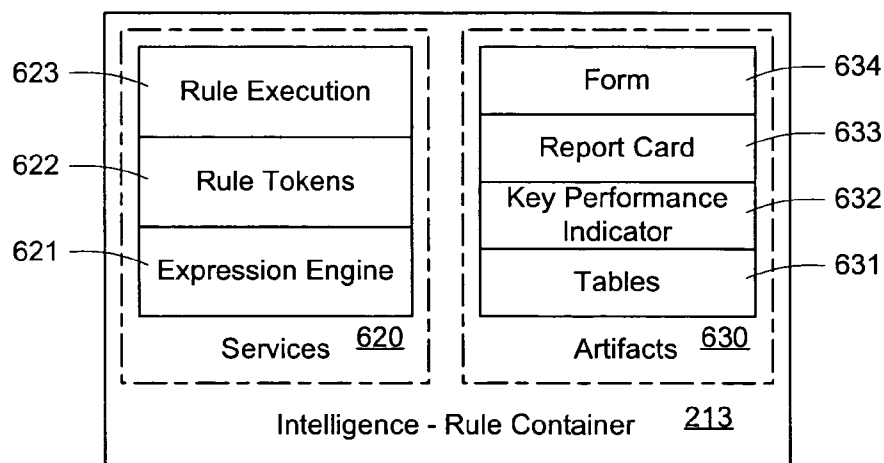 623
Rule Execution
622
Rule Tokens
621
Expression Engine
Services 620
Form
634
Report Card
633
Key Performance
Indicator
632
Tables
631
Artifacts 630
Intelligence - Rule Container 213